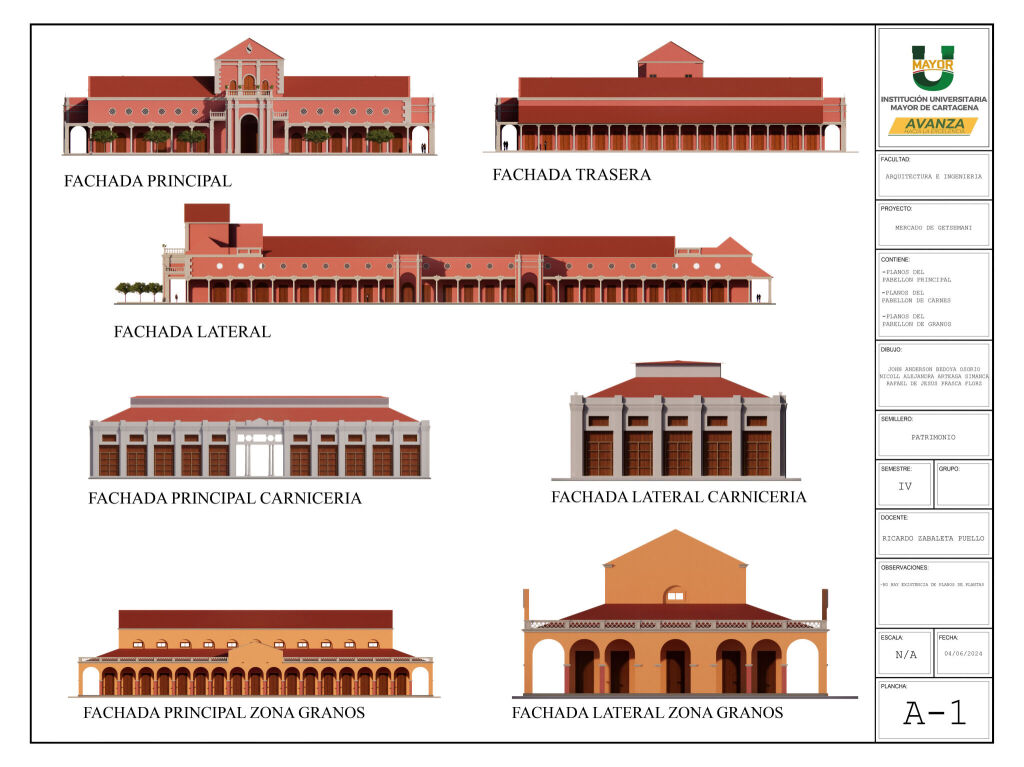 FACHADA PRINCIPAL
FACHADA TRASERA
FACHADA LATERAL
FACHADA PRINCIPAL CARNICERIA
FACHADA LATERAL CARNICERIA
FACHADA PRINCIPAL ZONA GRANOS
FACHADA LATERAL ZONA GRANOS
U
MAYOR
INSTITUCIÓN UNIVERSITARIA
MAYOR DE CARTAGENA
AVANZA
HACIA LA EXCELENCIA
FACULTAD:
ARQUITECTURA E INGENIERIA
PROYECTO:
MERCADO DE GETSEMANI
CONTIENE:
-PLANOS DEL
PABELLON PRINCIPAL
-PLANOS DEL
PABELLON DE CARNES
-PLANOS DEL
PABELLON DE GRANOS
DIBUJO:
JOHN ANDERSON BEDOYA OSORIO
NICOLL ALEJANDRA ARTEAGA SIMANCA
RAFAEL DE JESUS FRASCA FLORZ
SEMILLERO:
PATRIMONIO
SEMESTRE:
IV
GRUPO:
DOCENTE:
RICARDO ZABALETA PUELLO
OBSERVACIONES:
-NO HAY EXISTENCIA DE PLANOS DE PLANTAS
ESCALA:
N/A
FECHA:
04/06/2024
PLANCHA:
A-1